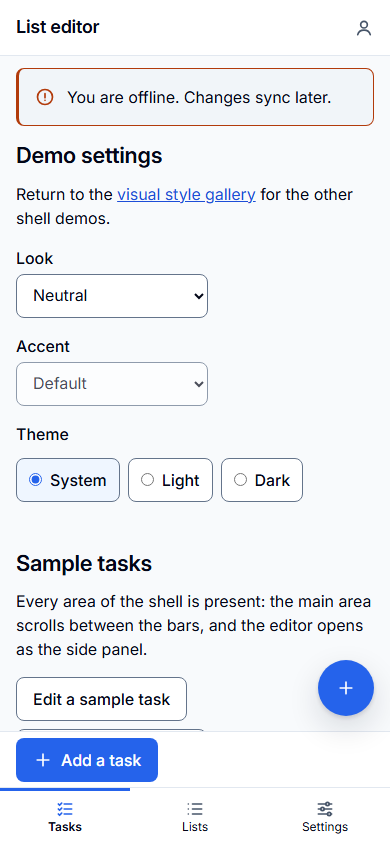 List editor
You are offline. Changes sync later.
Demo settings
Return to the visual style gallery for the other
shell demos.
Look
Neutral
Accent
Default
Theme
System
Light
Dark
Sample tasks
Every area of the shell is present: the main area
scrolls between the bars, and the editor opens
as the side panel.
Edit a sample task
Add a task
Tasks
Lists
Settings